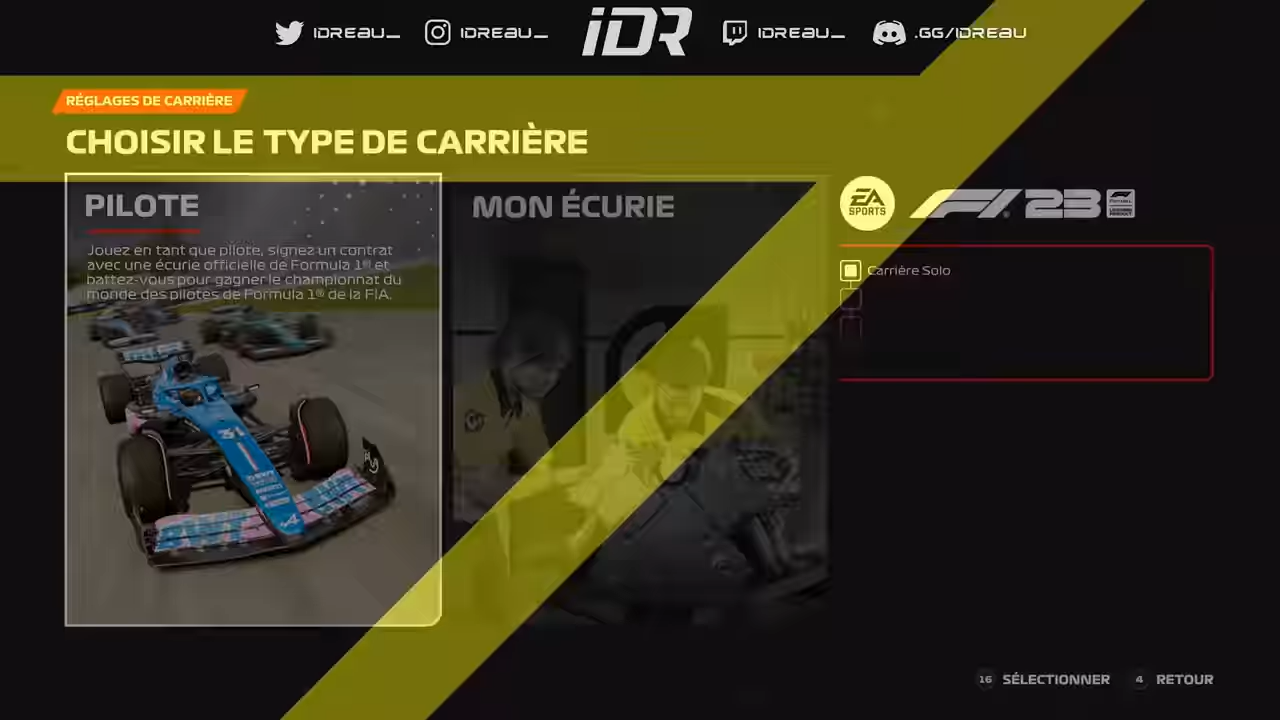 IDREAU_
IDREAU_
iDR
IDREAU_
.GG/IDREAU
RÉGLAGES DE CARRIÈRE
CHOISIR LE TYPE DE CARRIÈRE
PILOTE
Jouez en tant que pilote, signez un contrat
avec une écurie officielle de Formula 1® et
battez-vous pour gagner le championnat du
monde des pilotes de Formula 1® de la FIA.
31
MON ÉCURIE
EA
SPORTS
F1® 23
Carrière Solo
16 SÉLECTIONNER
4 RETOUR